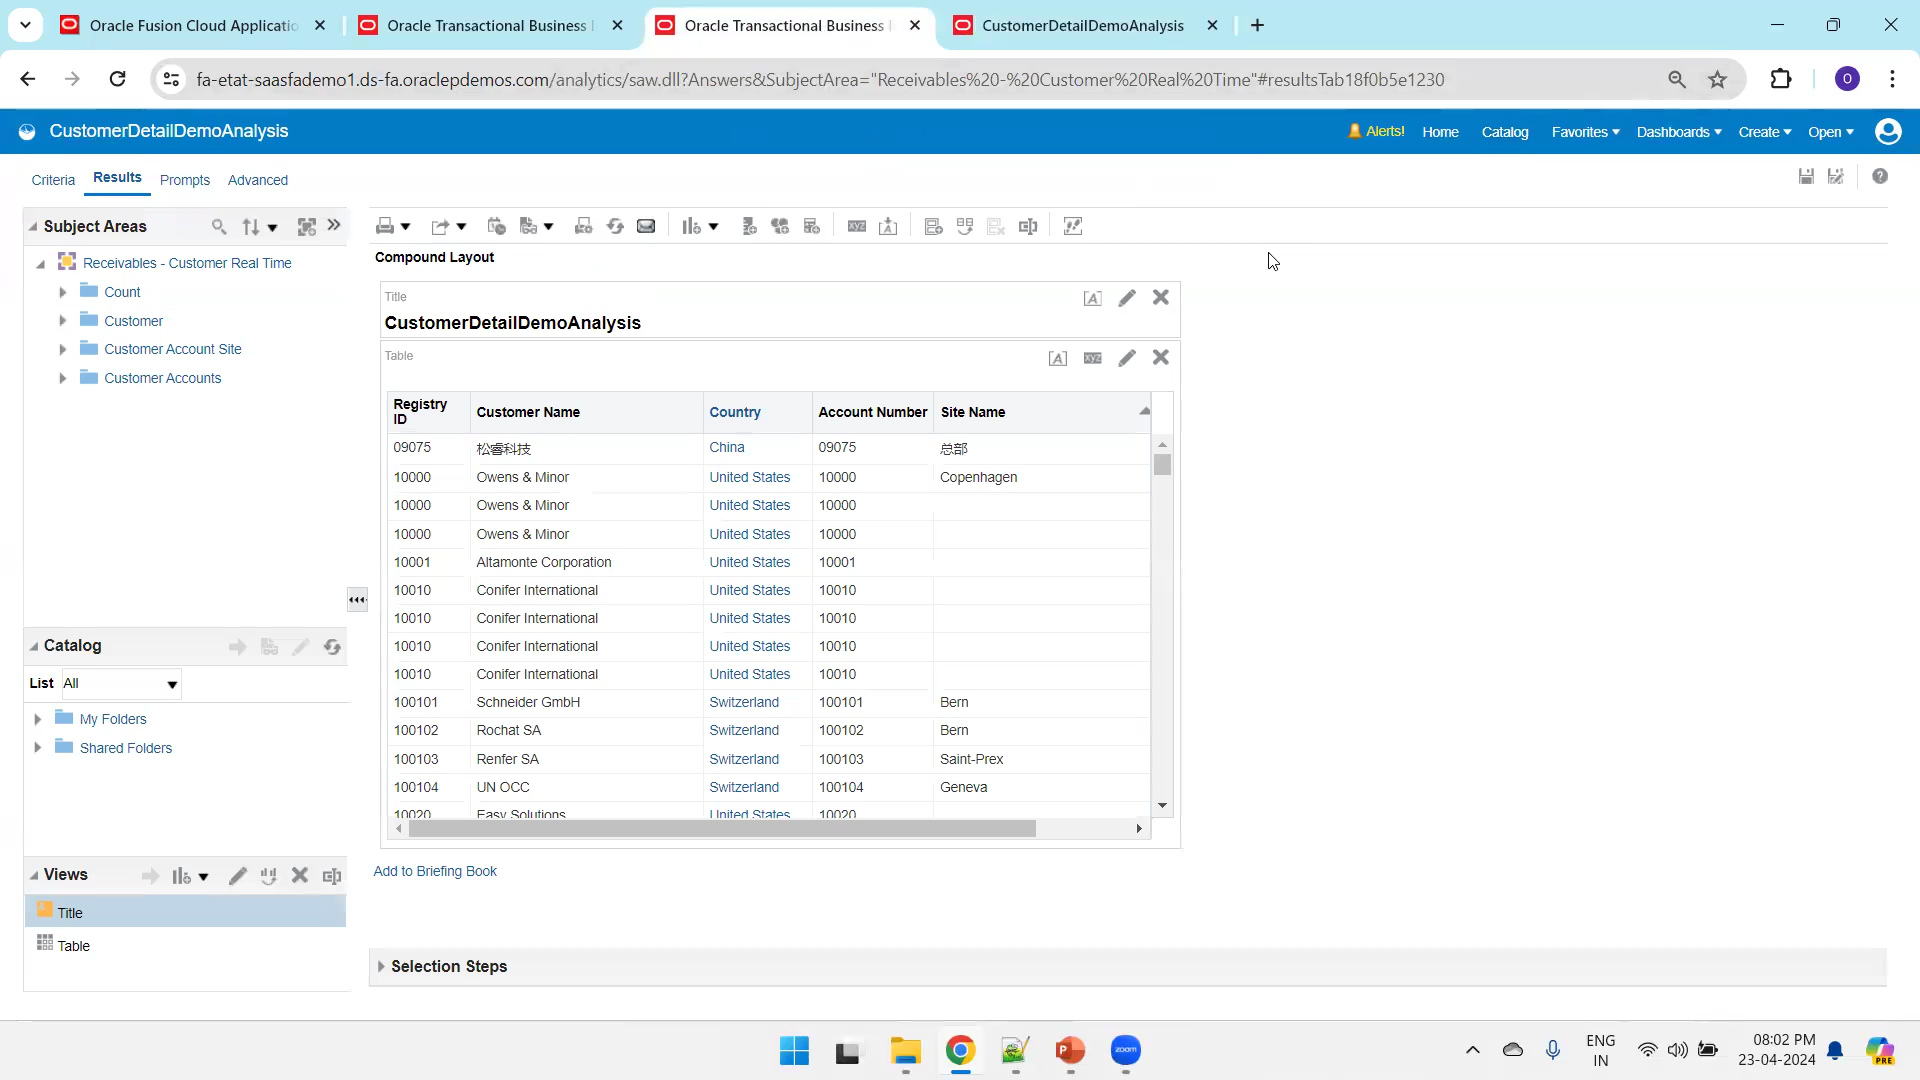 Oracle Fusion Cloud Applicatio
Oracle Transactional Business
Oracle Transactional Business
CustomerDetailDemoAnalysis
fa-etat-saasfademo1.ds-fa.oraclepdemos.com/analytics/saw.dll?Answers&SubjectArea="Receivables%20-%20Customer%20Real%20Time"#resultsTab18f0b5e1230
O
CustomerDetailDemoAnalysis
Alerts! Home Catalog Favorites Dashboards Create Open
Criteria Results Prompts Advanced
Subject Areas
Receivables - Customer Real Time
Count
Customer
Customer Account Site
Customer Accounts
Catalog
List All
My Folders
Shared Folders
Views
Title
Table
Compound Layout
Title
CustomerDetailDemoAnalysis
Table
Registry ID Customer Name Country Account Number Site Name
09075 松睿科技 China 09075 总部
10000 Owens & Minor United States 10000 Copenhagen
10000 Owens & Minor United States 10000
10000 Owens & Minor United States 10000
10001 Altamonte Corporation United States 10001
10010 Conifer International United States 10010
10010 Conifer International United States 10010
10010 Conifer International United States 10010
10010 Conifer International United States 10010
100101 Schneider GmbH Switzerland 100101 Bern
100102 Rochat SA Switzerland 100102 Bern
100103 Renfer SA Switzerland 100103 Saint-Prex
100104 UN OCC Switzerland 100104 Geneva
10020 Easy Solutions United States 10020
Add to Briefing Book
Selection Steps
zoom
ENG
IN
08:02 PM
23-04-2024
PRE